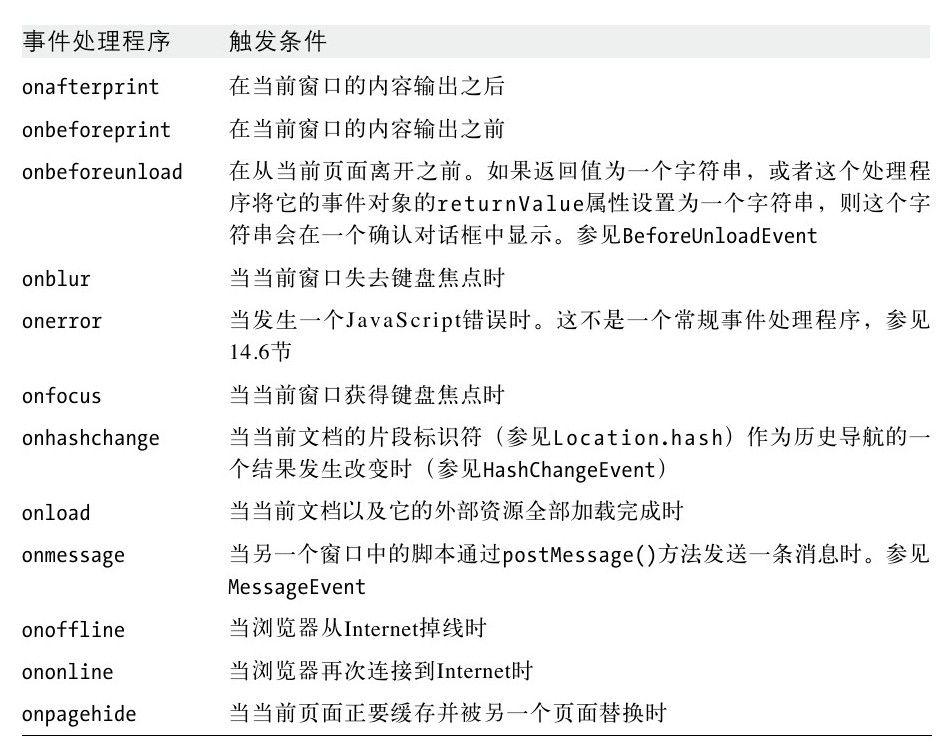 事件处理程序 触发条件
onafterprint 在当前窗口的内容输出之后
onbeforeprint 在当前窗口的内容输出之前
onbeforeunload 在从当前页面离开之前。如果返回值为一个字符串，或者这个处理程
序将它的事件对象的returnValue属性设置为一个字符串，则这个字
符串会在一个确认对话框中显示。参见BeforeUnloadEvent
onblur 当当前窗口失去键盘焦点时
onerror 当发生一个JavaScript错误时。这不是一个常规事件处理程序，参见
14.6节
onfocus 当当前窗口获得键盘焦点时
onhashchange 当当前文档的片段标识符（参见Location.hash）作为历史导航的一
个结果发生改变时（参见HashChangeEvent）
onload 当当前文档以及它的外部资源全部加载完成时
onmessage 当另一个窗口中的脚本通过postMessage()方法发送一条消息时。参见
MessageEvent
onoffline 当浏览器从Internet掉线时
ononline 当浏览器再次连接到Internet时
onpagehide 当当前页面正要缓存并被另一个页面替换时